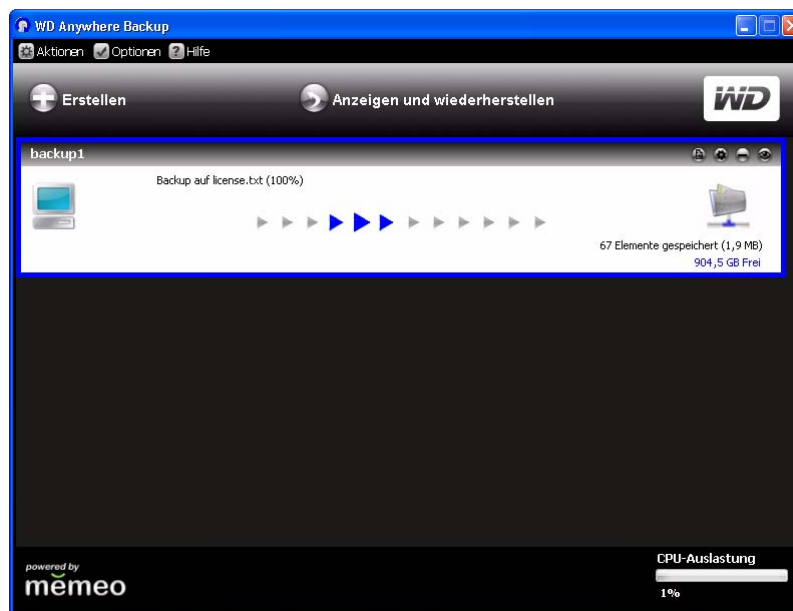 WD Anywhere Backup
Aktionen Optionen Hilfe
Erstellen Anzeigen und wiederherstellen WD
backup1
Backup auf license.txt (100%)
67 Elemente gespeichert (1,9 MB)
904,5 GB Frei
powered by
mĕmeo
CPU-Auslastung
1%